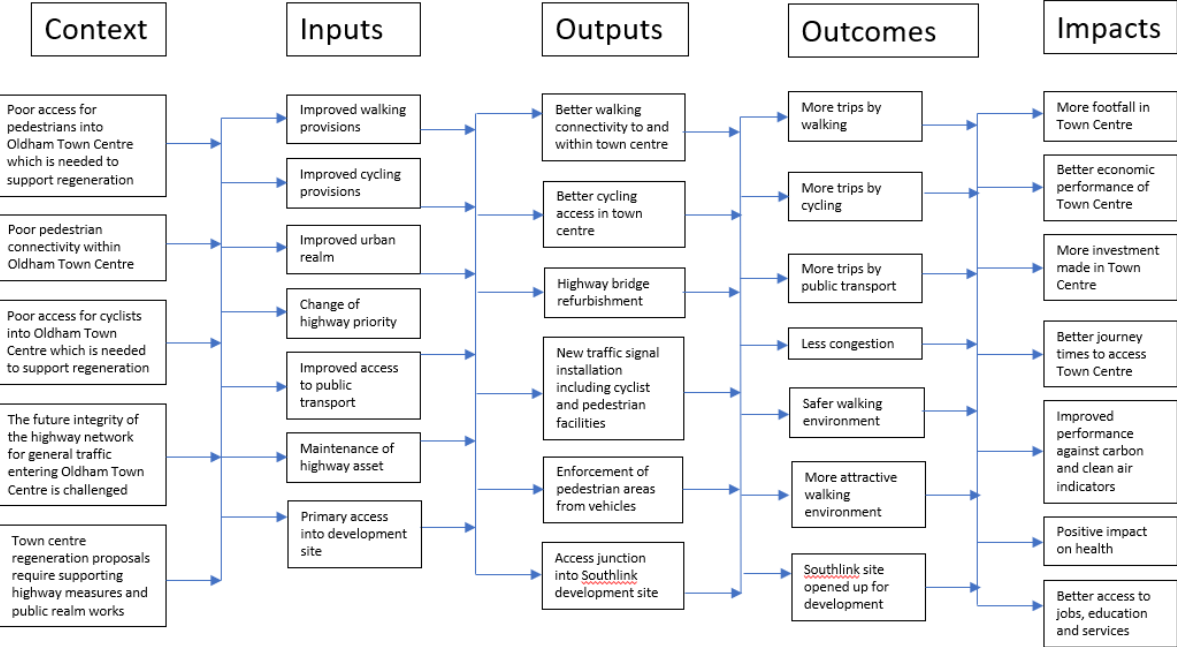 Context
Inputs
Outputs
Outcomes
Impacts
Poor access for
pedestrians into
Oldham Town Centre
which is needed to
support regeneration
Poor pedestrian
connectivity within
Oldham Town Centre
Poor access for cyclists
into Oldham Town
Centre which is needed
to support regeneration
The future integrity of
the highway network
for general traffic
entering Oldham Town
Centre is challenged
Town centre
regeneration proposals
require supporting
highway measures and
public realm works
Improved walking
provisions
Improved cycling
provisions
Improved urban
realm
Change of
highway priority
Improved access
to public
transport
Maintenance of
highway asset
Primary access
into development
site
Better walking
connectivity to and
within town centre
Better cycling
access in town
centre
Highway bridge
refurbishment
New traffic signal
installation
including cyclist
and pedestrian
facilities
Enforcement of
pedestrian areas
from vehicles
Access junction
into Southlink
development site
More trips by
walking
More trips by
cycling
More trips by
public transport
Less congestion
Safer walking
environment
More attractive
walking
environment
Southlink site
opened up for
development
More footfall in
Town Centre
Better economic
performance of
Town Centre
More investment
made in Town
Centre
Better journey
times to access
Town Centre
Improved
performance
against carbon
and clean air
indicators
Positive impact
on health
Better access to
jobs, education
and services